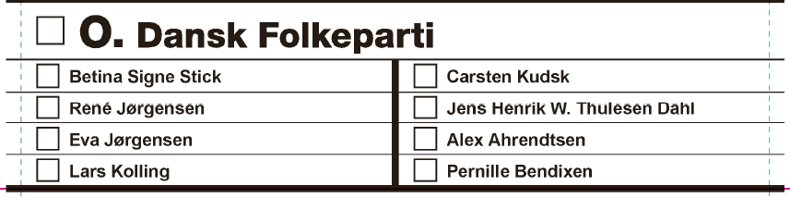 O. Dansk Folkeparti
Betina Signe Stick
René Jørgensen
Eva Jørgensen
Lars Kolling
Carsten Kudsk
Jens Henrik W. Thulesen Dahl
Alex Ahrendtsen
Pernille Bendixen